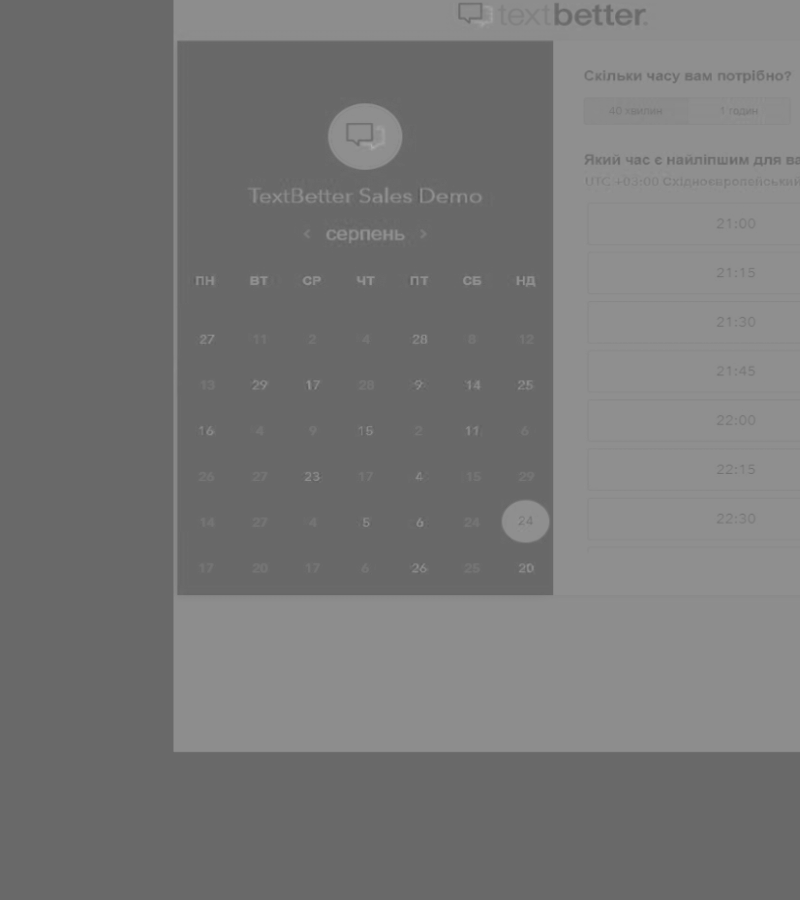 textbetter
TextBetter Sales Demo
‹ серпень ›
ПН ВТ СР ЧТ ПТ СБ НД
27 11 2 4 28 8 12
13 29 17 28 9 14 25
16 4 9 15 2 11 6
26 27 23 17 4 15 29
14 27 4 5 6 24 24
17 20 17 6 26 25 20
Скільки часу вам потрібно?
40 хвилин 1 годин
Який час є найліпшим для
UTC +03:00 Східноєвропейський
21:00
21:15
21:30
21:45
22:00
22:15
22:30